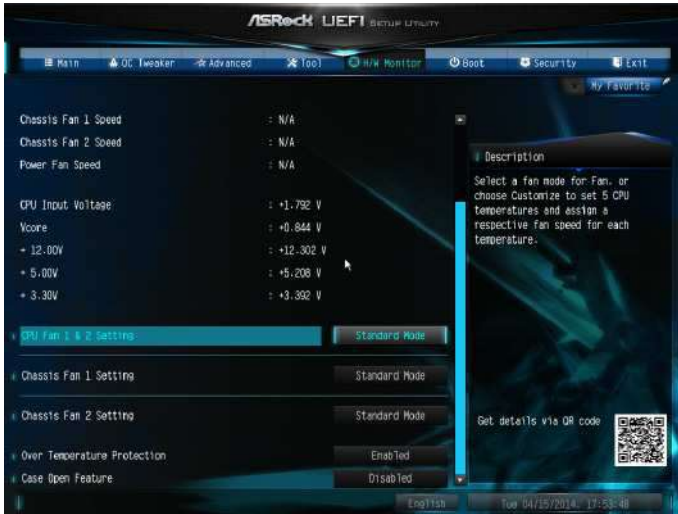 ASRock UEFI SETUP UTILITY
Main OC Tweaker Advanced Tool H/W Monitor Boot Security Exit
My Favorite
Chassis Fan 1 Speed : N/A
Chassis Fan 2 Speed : N/A
Power Fan Speed : N/A
CPU Input Voltage : +1.792 V
Vcore : +0.844 V
+ 12.00V : +12.302 V
+ 5.00V : +5.208 V
+ 3.30V : +3.392 V
CPU Fan 1 & 2 Setting Standard Mode
Chassis Fan 1 Setting Standard Mode
Chassis Fan 2 Setting Standard Mode
Over Temperature Protection Enabled
Case Open Feature Disabled
Description
Select a fan mode for Fan, or
choose Customize to set 5 CPU
temperatures and assign a
respective fan speed for each
temperature.
Get details via QR code
English Tue 04/15/2014, 17:53:48